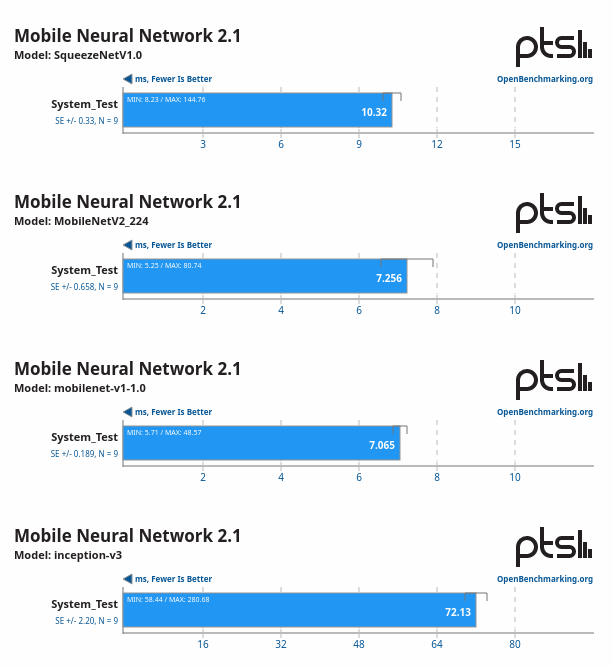 Mobile Neural Network 2.1
Model: SqueezeNetV1.0
ptsl
ms, Fewer Is Better
OpenBenchmarking.org
System_Test
SE +/- 0.33, N = 9
MIN: 8.23 / MAX: 144.76
10.32
3 6 9 12 15
Mobile Neural Network 2.1
Model: MobileNetV2_224
ptsl
ms, Fewer Is Better
OpenBenchmarking.org
System_Test
SE +/- 0.658, N = 9
MIN: 5.25 / MAX: 80.74
7.256
2 4 6 8 10
Mobile Neural Network 2.1
Model: mobilenet-v1-1.0
ptsl
ms, Fewer Is Better
OpenBenchmarking.org
System_Test
SE +/- 0.189, N = 9
MIN: 5.71 / MAX: 48.57
7.065
2 4 6 8 10
Mobile Neural Network 2.1
Model: inception-v3
ptsl
ms, Fewer Is Better
OpenBenchmarking.org
System_Test
SE +/- 2.20, N = 9
MIN: 58.44 / MAX: 280.68
72.13
16 32 48 64 80